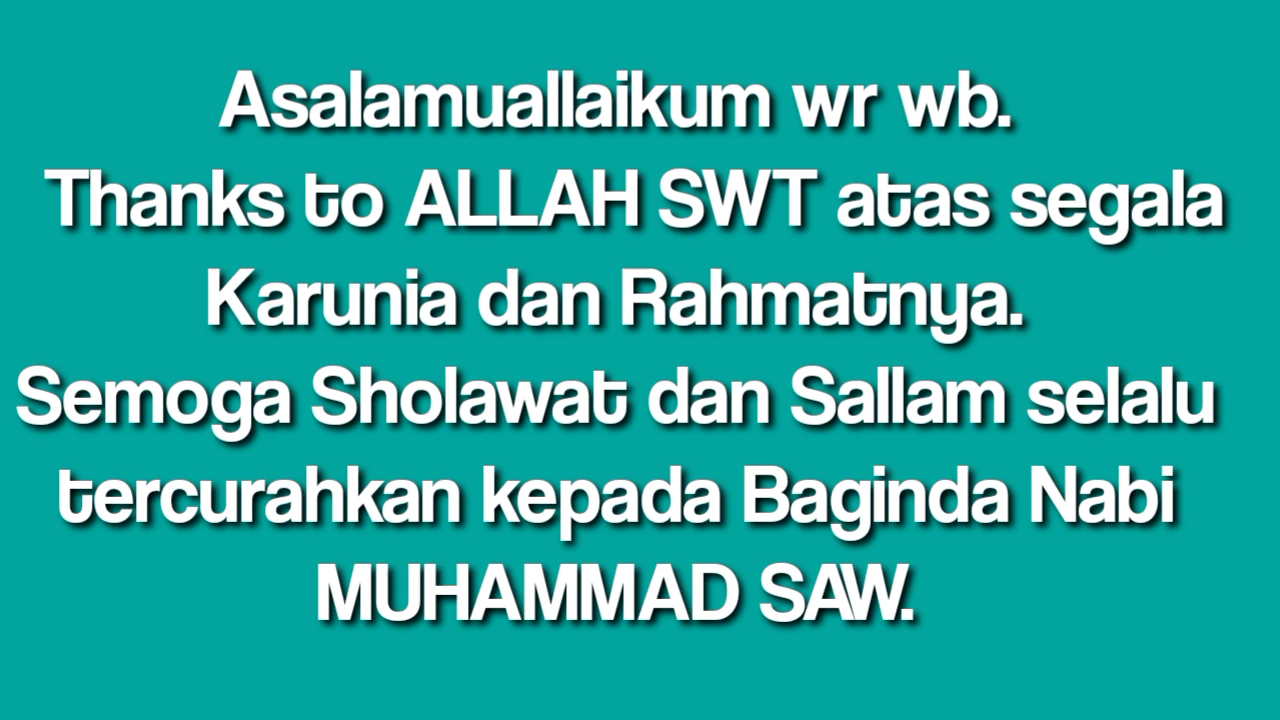 Asalamuallaikum wr wb.
Thanks to ALLAH SWT atas segala
Karunia dan Rahmatnya.
Semoga Sholawat dan Sallam selalu
tercurahkan kepada Baginda Nabi
MUHAMMAD SAW.